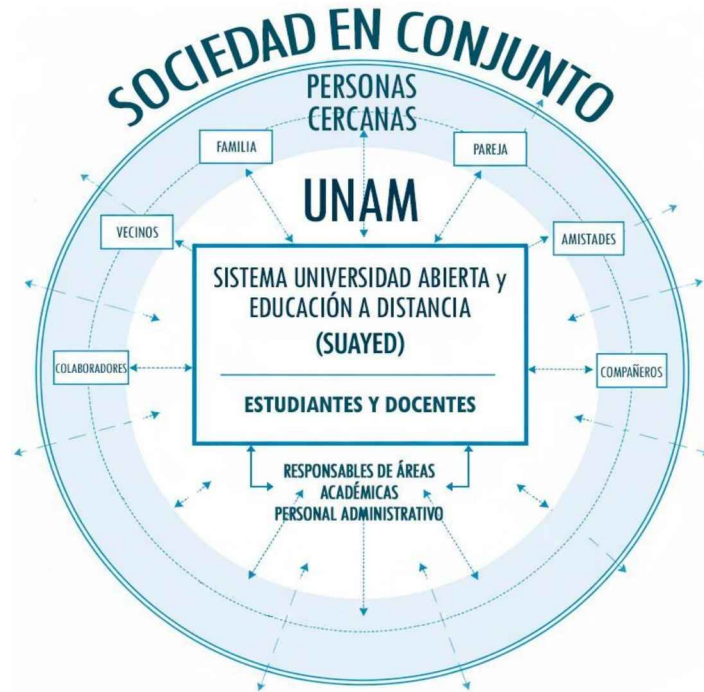 SOCIEDAD EN CONJUNTO
PERSONAS
CERCANAS
FAMILIA
PAREJA
UNAM
VECINOS
AMISTADES
SISTEMA UNIVERSIDAD ABIERTA y
EDUCACIÓN A DISTANCIA
(SUAYED)
COLABORADORES
COMPAÑEROS
ESTUDIANTES Y DOCENTES
RESPONSABLES DE ÁREAS
ACADÉMICAS
PERSONAL ADMINISTRATIVO